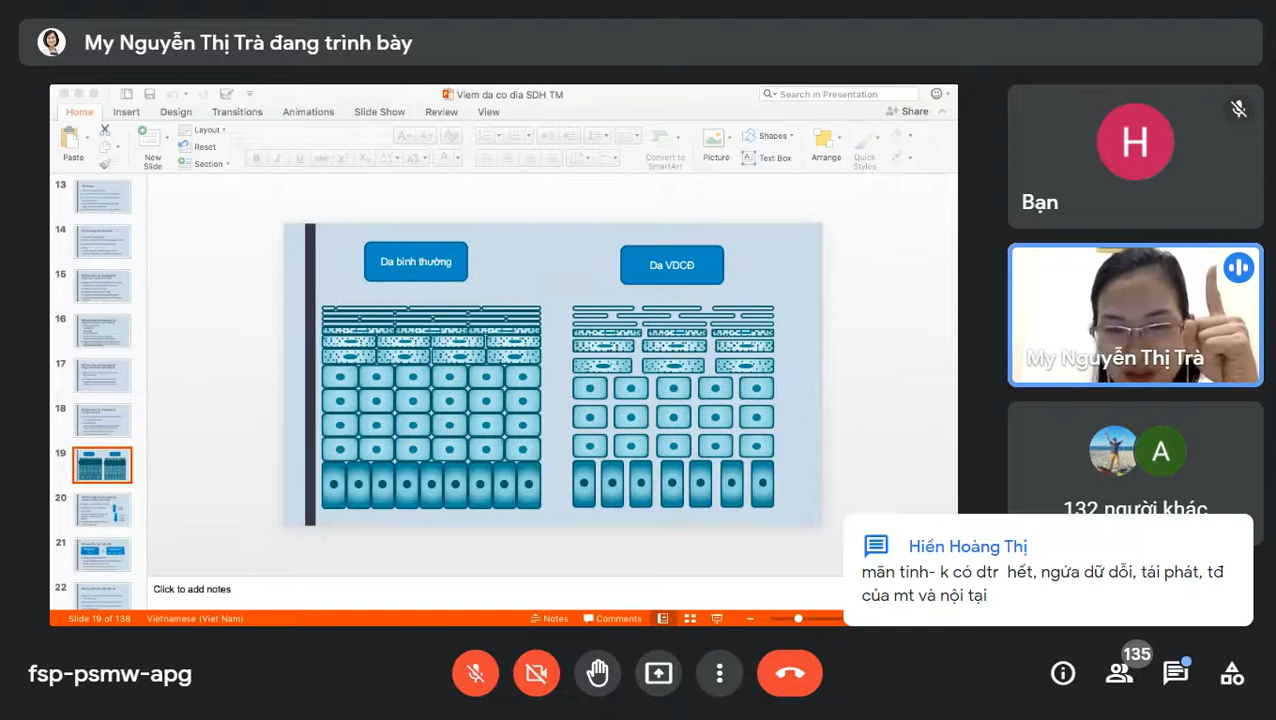 My Nguyễn Thị Trà đang trình bày
Viem da co dia SDH TM
Search in Presentation
Home Insert Design Transitions Animations Slide Show Review View
Share
Paste
New
Slide
Layout
Reset
Section
Convert to
SmartArt
Picture
Shapes
Text Box
Arrange
Quick
Styles
13
14
15
16
17
18
19
20
21
22
Da bình thường
Da VDCĐ
Click to add notes
Slide 19 of 138 Vietnamese (Viet Nam)
Notes Comments
H
Bạn
My Nguyễn Thị Trà
A
132 người khác
Hiền Hoàng Thị
mãn tinh- k có dtr hết, ngứa dữ dỗi, tái phát, tđ
của mt và nội tại
fsp-psmw-apg
135